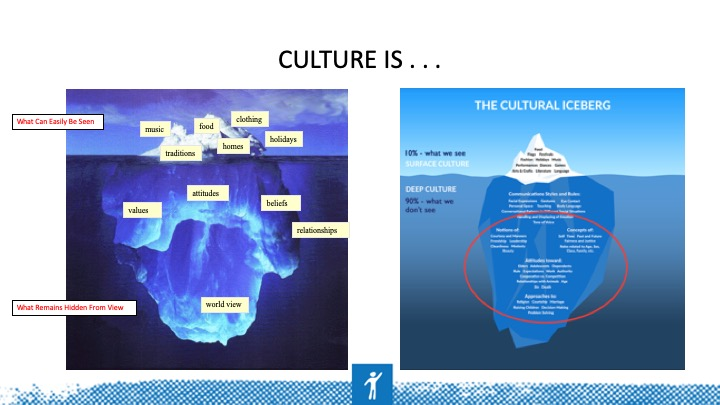 CULTURE IS . . .
What Can Easily Be Seen
music
food
clothing
holidays
homes
traditions
attitudes
values
beliefs
relationships
world view
What Remains Hidden From View
THE CULTURAL ICEBERG
10% - what we see
SURFACE CULTURE
DEEP CULTURE
90% - what we
don't see
Food
Flags Festivals
Fashion Holidays Music
Performances Dances Games
Arts & Crafts Literature Language
Communications Styles and Rules:
Facial Expressions Gestures Eye Contact
Personal Space Touching Body Language
Handling and Displaying of Emotion
Tone of Voice
Notions of:
Courtesy and Manners
Friendship Leadership
Cleanliness Modesty
Beauty
Concepts of:
Self Time Past and Future
Fairness and Justice
Roles related to Age, Sex,
Class, Family, etc.
Attitudes toward:
Elders Adolescents Dependents
Rule Expectations Work Authority
Cooperation vs Competition
Relationships with Animals Age
Sin Death
Approaches to:
Religion Courtship Marriage
Raising Children Decision-Making
Problem Solving